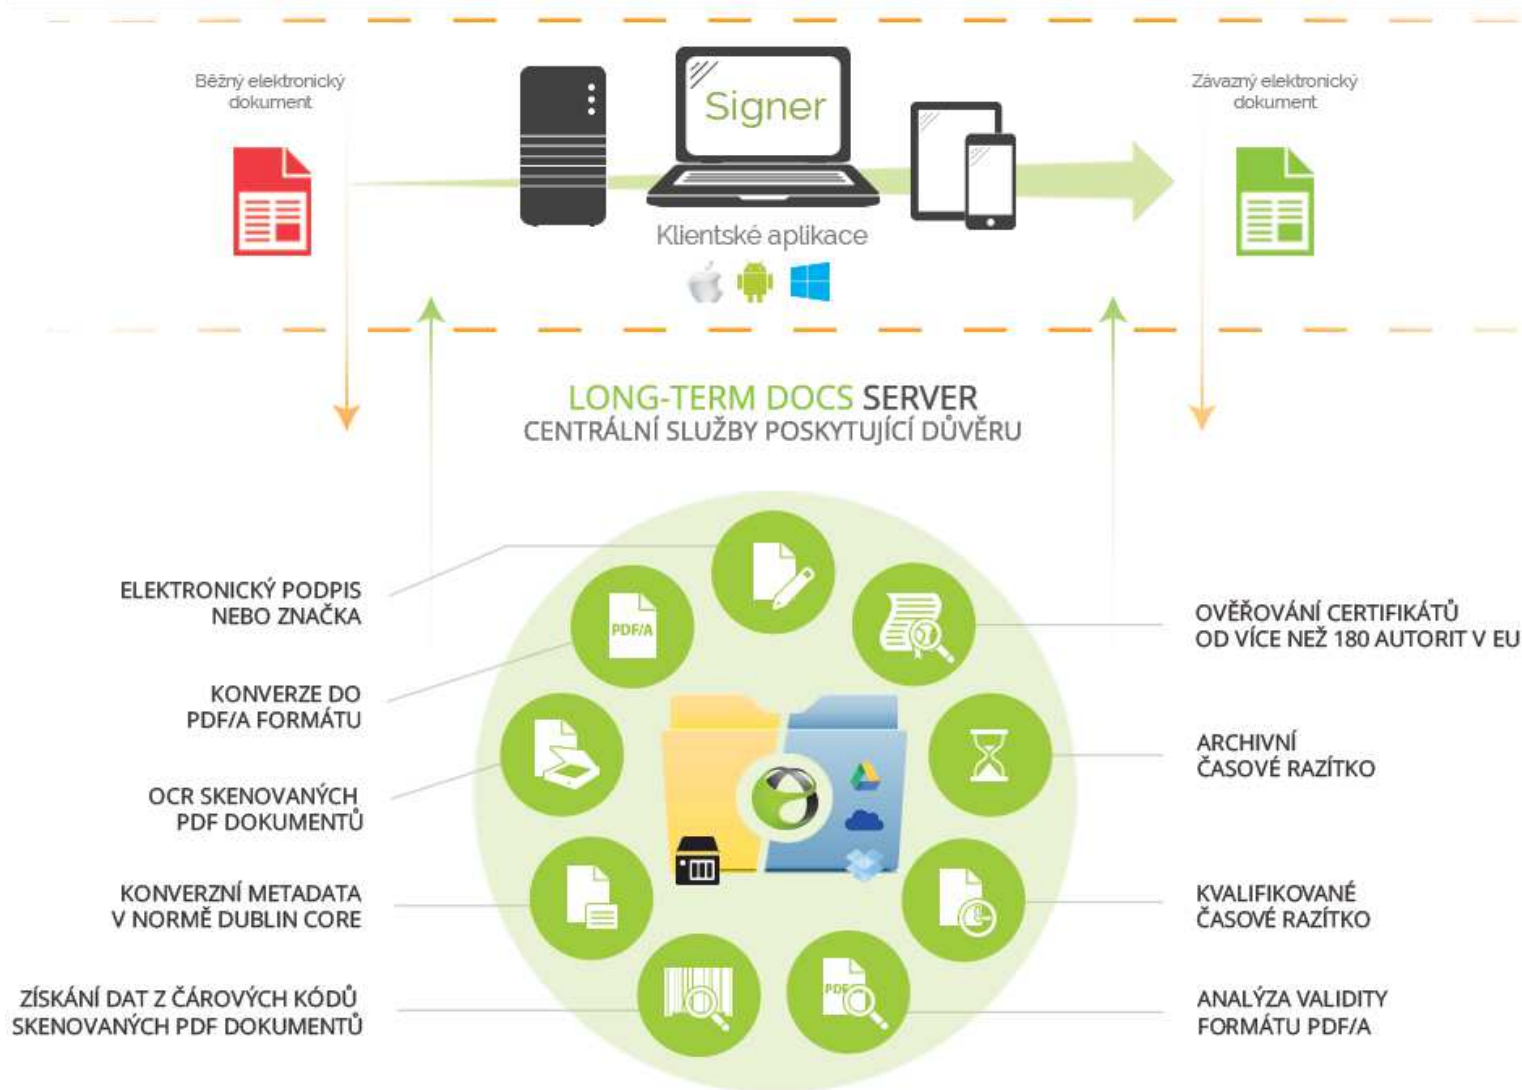 Běžný elektronický
dokument
Signer
Závazný elektronický
dokument
Klientské aplikace
LONG-TERM DOCS SERVER
CENTRÁLNÍ SLUŽBY POSKYTUJÍCÍ DŮVĚRU
ELEKTRONICKÝ PODPIS
NEBO ZNAČKA
PDF/A
KONVERZE DO
PDF/A FORMÁTU
OCR SKENOVANÝCH
PDF DOKUMENTŮ
KONVERZNÍ METADATA
V NORMĚ DUBLIN CORE
ZÍSKÁNÍ DAT Z ČÁROVÝCH KÓDŮ
SKENOVANÝCH PDF DOKUMENTŮ
OVĚŘOVÁNÍ CERTIFIKÁTŮ
OD VÍCE NEŽ 180 AUTORIT V EU
ARCHIVNÍ
ČASOVÉ RAZÍTKO
KVALIFIKOVANÉ
ČASOVÉ RAZÍTKO
PDF
ANALÝZA VALIDITY
FORMÁTU PDF/A